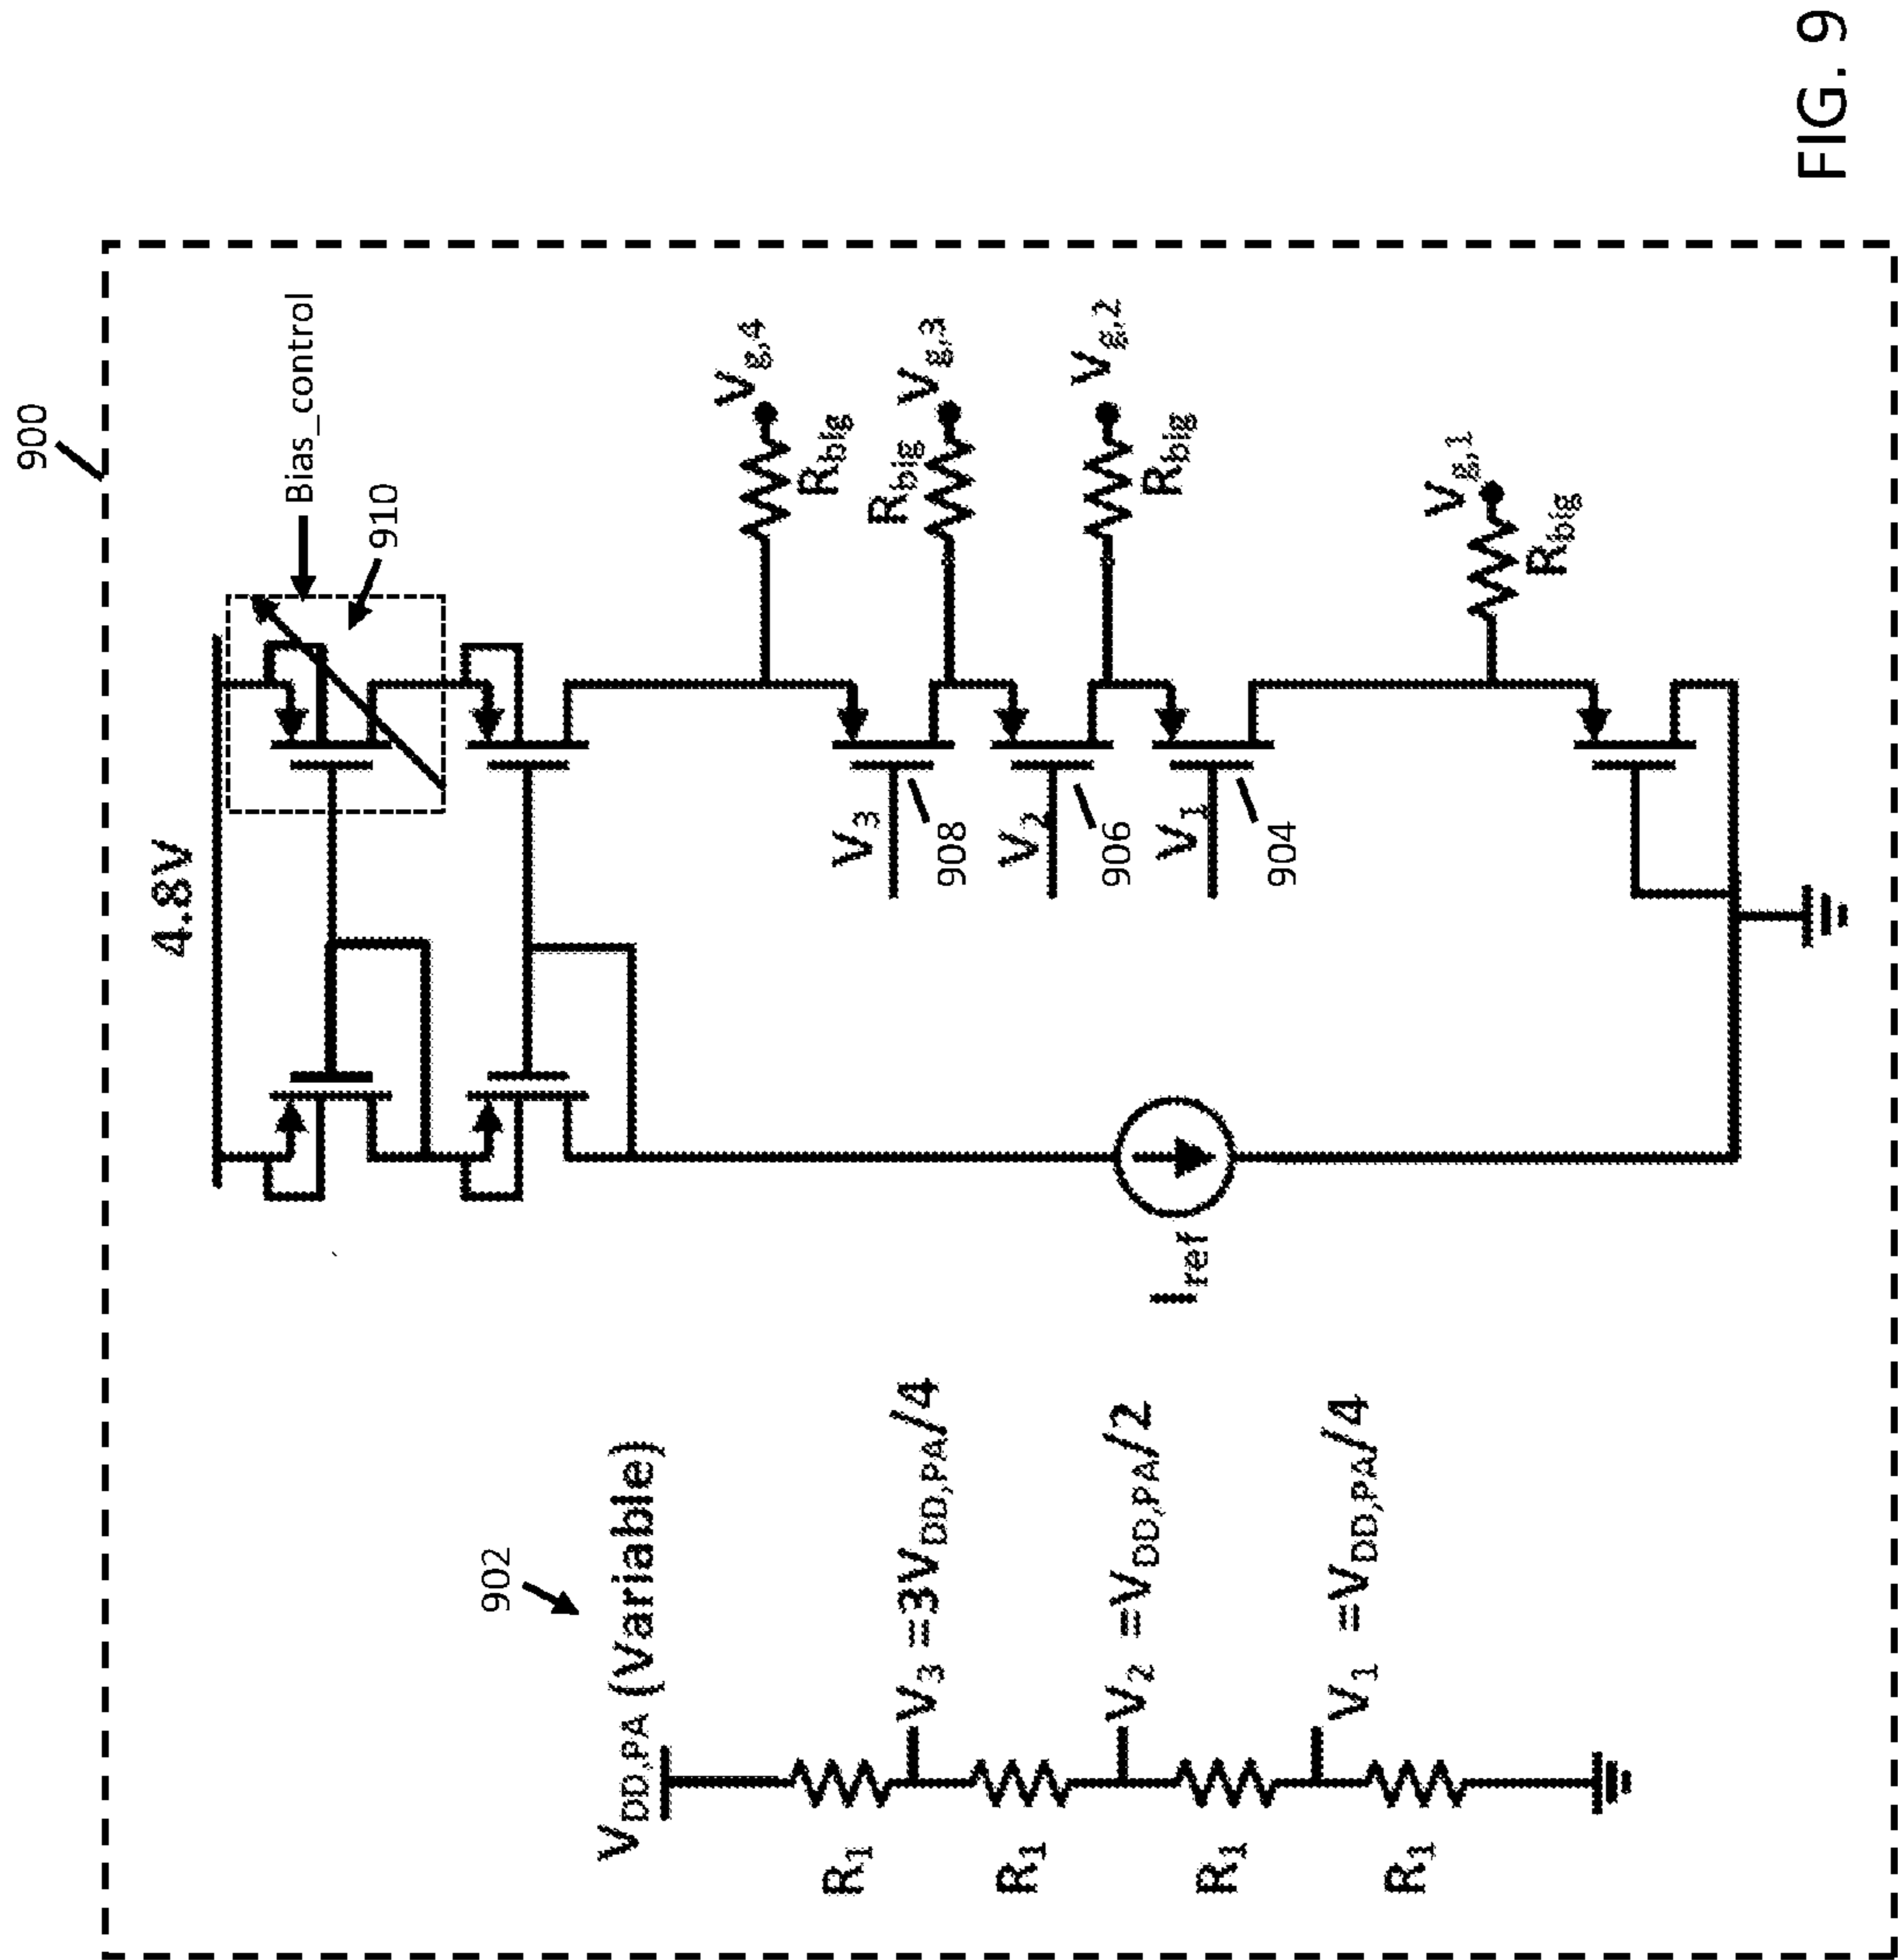 900
4.8V
Bias_control
910
902
V_DD,PA (Variable)
R_1
V_3 =3V_DD,PA/4
R_1
V_2 =V_DD,PA/2
R_1
V_1 =V_DD,PA/4
R_1
I_ref
V_3
908
V_2
906
V_1
904
V_g,4
R_big
V_g,3
R_big
V_g,2
R_big
V_g,1
R_big
FIG. 9